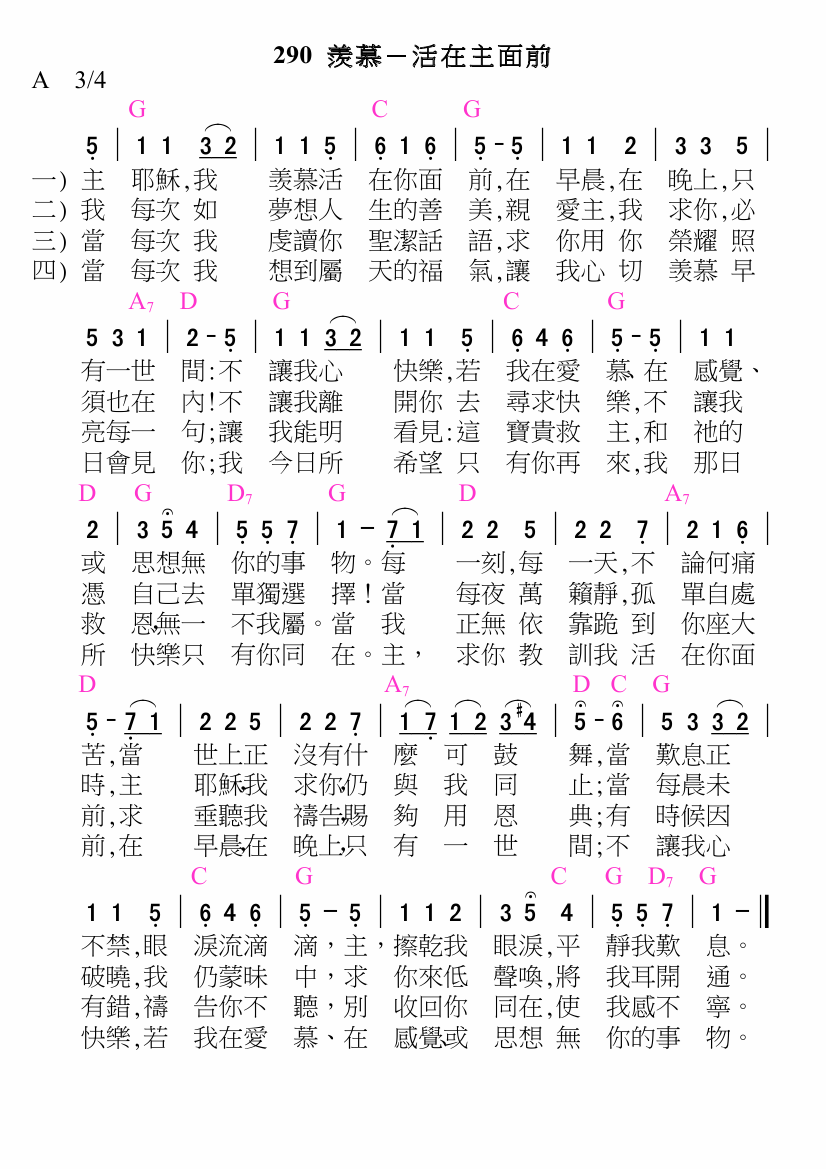 290 羨慕－活在主面前
A 3/4
G C G
5 | 1 1 3 2 | 1 1 5 | 6 1 6 | 5 - 5 | 1 1 2 | 3 3 5 |
一) 主 耶穌,我 羨慕活 在你面 前,在 早晨,在 晚上,只
二) 我 每次 如 夢想人 生的善 美,親 愛主,我 求你,必
三) 當 每次 我 虔讀你 聖潔話 語,求 你用 你 榮耀 照
四) 當 每次 我 想到屬 天的福 氣,讓 我心 切 羨慕 早
A7 D G C G
5 3 1 | 2 - 5 | 1 1 3 2 | 1 1 5 | 6 4 6 | 5 - 5 | 1 1
有一世 間:不 讓我心 快樂,若 我在愛 慕、在 感覺、
須也在 內!不 讓我離 開你 去 尋求快 樂,不 讓我
亮每一 句;讓 我能明 看見:這 寶貴救 主,和 祂的
日會見 你;我 今日所 希望 只 有你再 來,我 那日
D G D7 G D A7
2 | 3 5 4 | 5 5 7 | 1 - 7 1 | 2 2 5 | 2 2 7 | 2 1 6 |
或 思想無 你的事 物。每 一刻,每 一天,不 論何痛
憑 自己去 單獨選 擇!當 每夜 萬 籟靜,孤 單自處
救 恩,無一 不我屬。當 我 正無 依 靠跪 到 你座大
所 快樂只 有你同 在。主, 求你 教 訓我 活 在你面
D A7 D C G
5 - 7 1 | 2 2 5 | 2 2 7 | 1 7 1 2 3 #4 | 5 - 6 | 5 3 3 2 |
苦,當 世上正 沒有什 麼 可 鼓 舞,當 歎息正
時,主 耶穌,我 求你,仍 與 我 同 止;當 每晨未
前,求 垂聽我 禱告,賜 夠 用 恩 典;有 時候因
前,在 早晨,在 晚上,只 有 一 世 間;不 讓我心
C G C G D7 G
1 1 5 | 6 4 6 | 5 - 5 | 1 1 2 | 3 5 4 | 5 5 7 | 1 - ‖
不禁,眼 淚流滴 滴,主,擦乾我 眼淚,平 靜我歎 息。
破曉,我 仍蒙昧 中,求 你來低 聲喚,將 我耳開 通。
有錯,禱 告你不 聽,別 收回你 同在,使 我感不 寧。
快樂,若 我在愛 慕、在 感覺、或 思想 無 你的事 物。